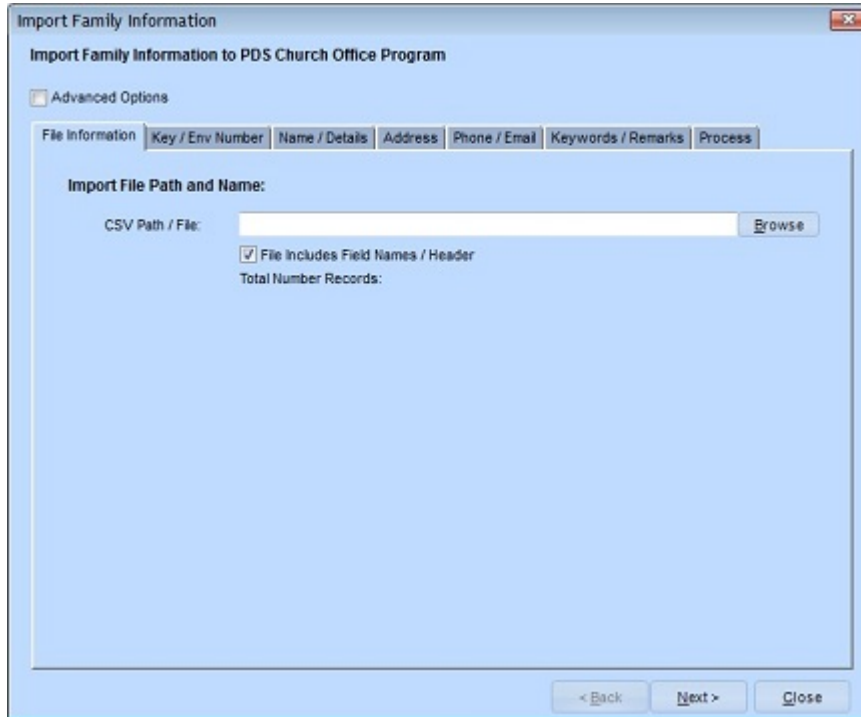 Import Family Information
Import Family Information to PDS Church Office Program
Advanced Options
File Information Key / Env Number Name / Details Address Phone / Email Keywords / Remarks Process
Import File Path and Name:
CSV Path / File: Browse
File Includes Field Names / Header
Total Number Records:
< Back Next > Close